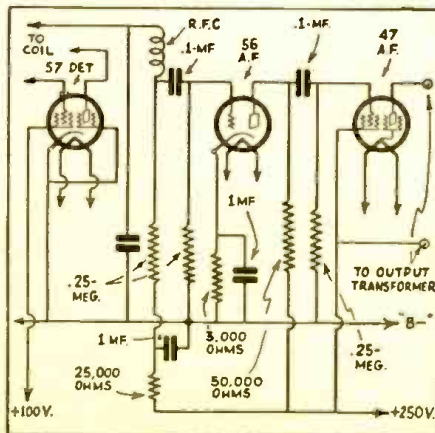 TO
COIL
57 DET
R.F.C
.1-MF.
56
A.F.
.1-MF.
47
A.F.
1 MF.
.25-
MEG.
TO OUTPUT
TRANSFORMER
1 MF.
3,000
OHMS
"B-"
25,000
OHMS
50,000
OHMS
.25-
MEG.
+100V.
+250V.